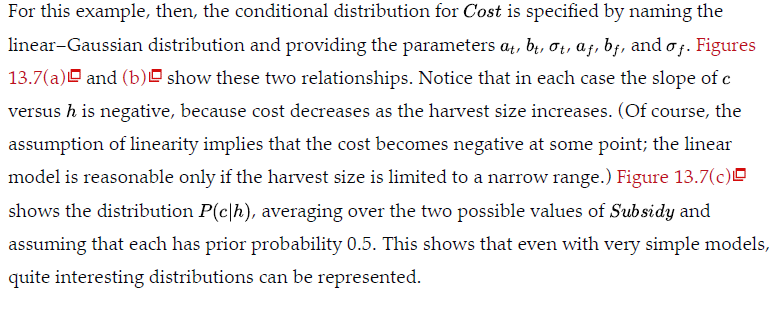 For this example, then, the conditional distribution for Cost is specified by naming the
linear–Gaussian distribution and providing the parameters aₜ, bₜ, σₜ, a_f, b_f, and σ_f. Figures
13.7(a) and (b) show these two relationships. Notice that in each case the slope of c
versus h is negative, because cost decreases as the harvest size increases. (Of course, the
assumption of linearity implies that the cost becomes negative at some point; the linear
model is reasonable only if the harvest size is limited to a narrow range.) Figure 13.7(c)
shows the distribution P(c|h), averaging over the two possible values of Subsidy and
assuming that each has prior probability 0.5. This shows that even with very simple models,
quite interesting distributions can be represented.